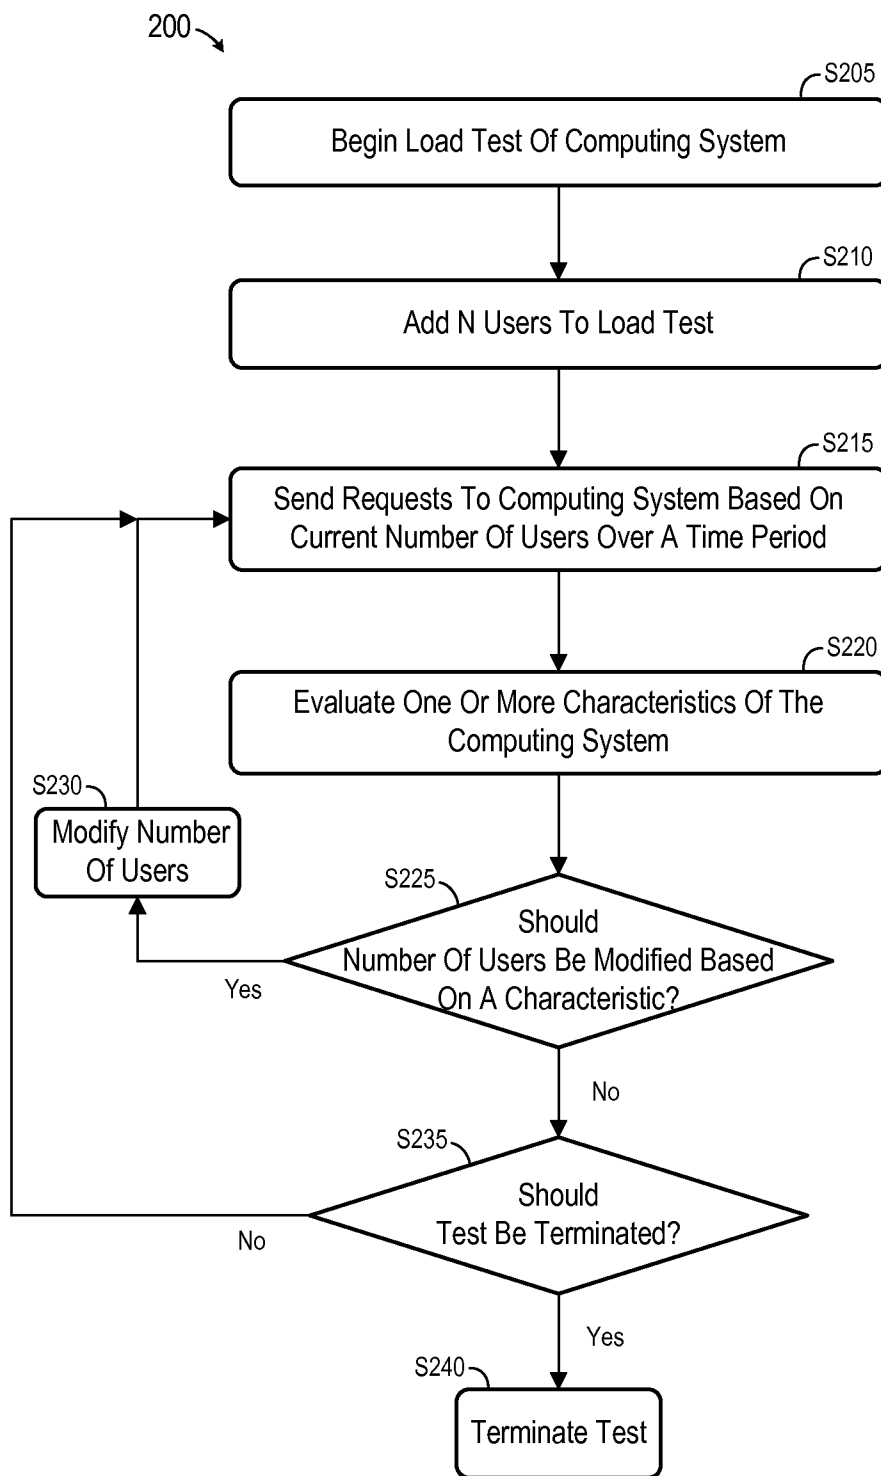 200
S205
Begin Load Test Of Computing System
S210
Add N Users To Load Test
S215
Send Requests To Computing System Based On
Current Number Of Users Over A Time Period
S220
Evaluate One Or More Characteristics Of The
Computing System
S230
Modify Number
Of Users
S225
Should
Number Of Users Be Modified Based
On A Characteristic?
Yes
No
S235
Should
Test Be Terminated?
No
Yes
S240
Terminate Test